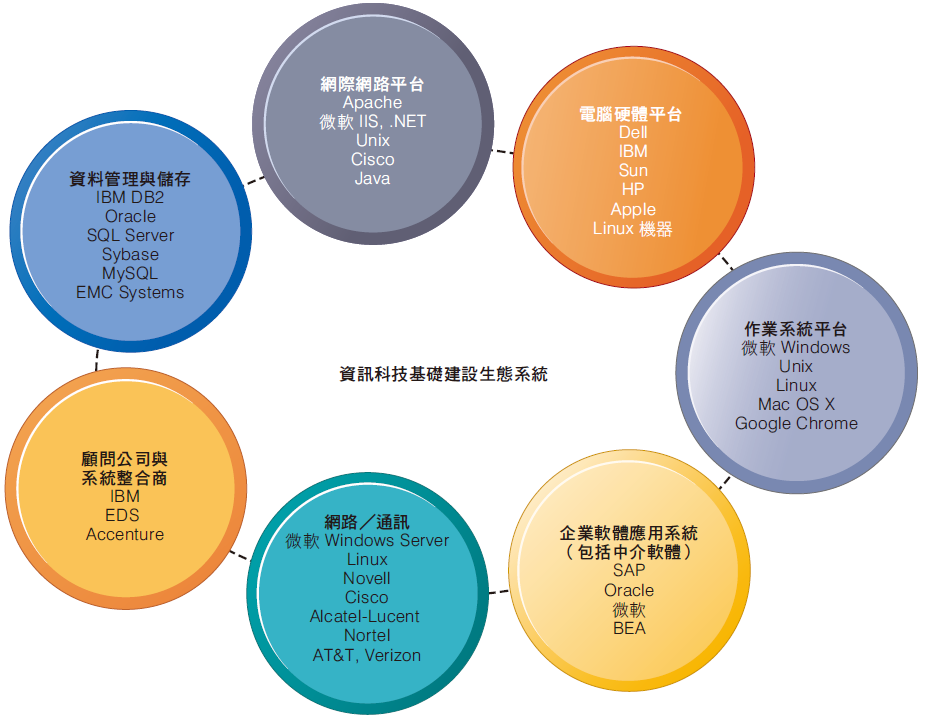 網際網路平台
Apache
微軟 IIS, .NET
Unix
Cisco
Java
電腦硬體平台
Dell
IBM
Sun
HP
Apple
Linux 機器
資料管理與儲存
IBM DB2
Oracle
SQL Server
Sybase
MySQL
EMC Systems
作業系統平台
微軟 Windows
Unix
Linux
Mac OS X
Google Chrome
資訊科技基礎建設生態系統
顧問公司與
系統整合商
IBM
EDS
Accenture
網路／通訊
微軟 Windows Server
Linux
Novell
Cisco
Alcatel-Lucent
Nortel
AT&T, Verizon
企業軟體應用系統
（包括中介軟體）
SAP
Oracle
微軟
BEA